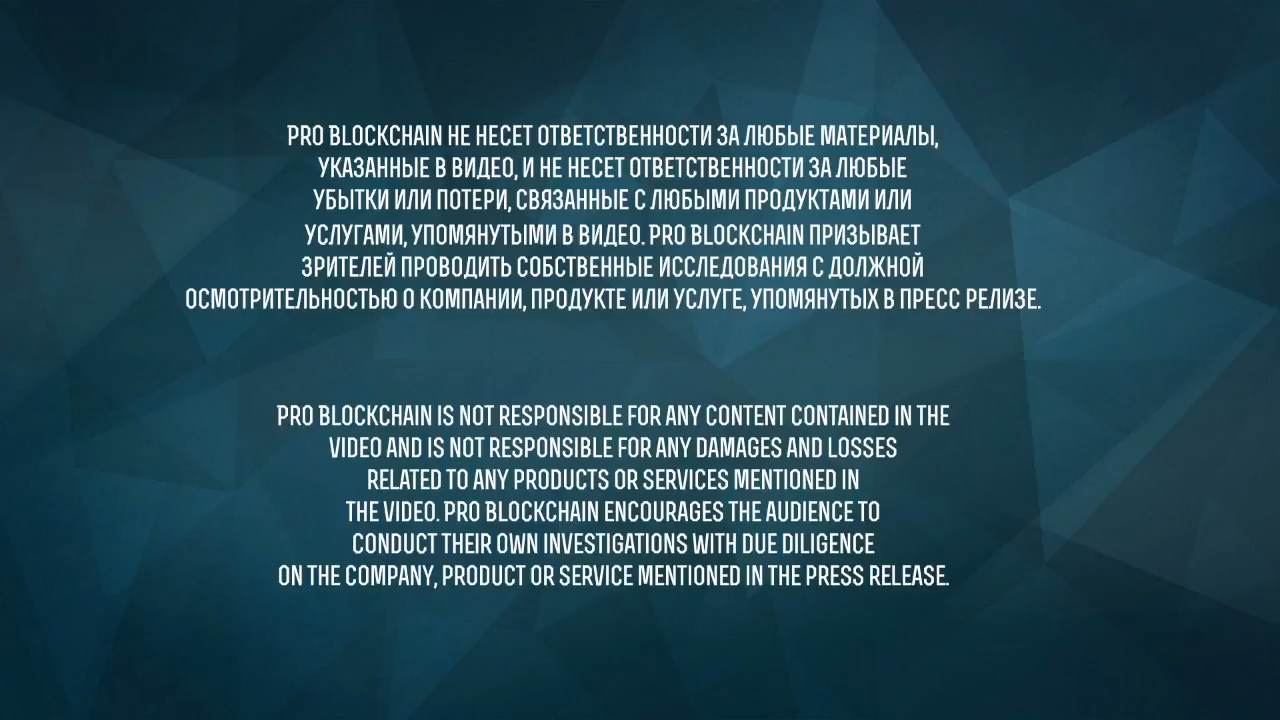 PRO BLOCKCHAIN НЕ НЕСЕТ ОТВЕТСТВЕННОСТИ ЗА ЛЮБЫЕ МАТЕРИАЛЫ,
УКАЗАННЫЕ В ВИДЕО, И НЕ НЕСЕТ ОТВЕТСТВЕННОСТИ ЗА ЛЮБЫЕ
УБЫТКИ ИЛИ ПОТЕРИ, СВЯЗАННЫЕ С ЛЮБЫМИ ПРОДУКТАМИ ИЛИ
УСЛУГАМИ, УПОМЯНУТЫМИ В ВИДЕО. PRO BLOCKCHAIN ПРИЗЫВАЕТ
ЗРИТЕЛЕЙ ПРОВОДИТЬ СОБСТВЕННЫЕ ИССЛЕДОВАНИЯ С ДОЛЖНОЙ
ОСМОТРИТЕЛЬНОСТЬЮ О КОМПАНИИ, ПРОДУКТЕ ИЛИ УСЛУГЕ, УПОМЯНУТЫХ В ПРЕСС РЕЛИЗЕ.
PRO BLOCKCHAIN IS NOT RESPONSIBLE FOR ANY CONTENT CONTAINED IN THE
VIDEO AND IS NOT RESPONSIBLE FOR ANY DAMAGES AND LOSSES
RELATED TO ANY PRODUCTS OR SERVICES MENTIONED IN
THE VIDEO. PRO BLOCKCHAIN ENCOURAGES THE AUDIENCE TO
CONDUCT THEIR OWN INVESTIGATIONS WITH DUE DILIGENCE
ON THE COMPANY, PRODUCT OR SERVICE MENTIONED IN THE PRESS RELEASE.